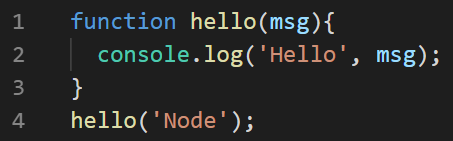 1 function hello(msg){
2   console.log('Hello', msg);
3 }
4 hello('Node');